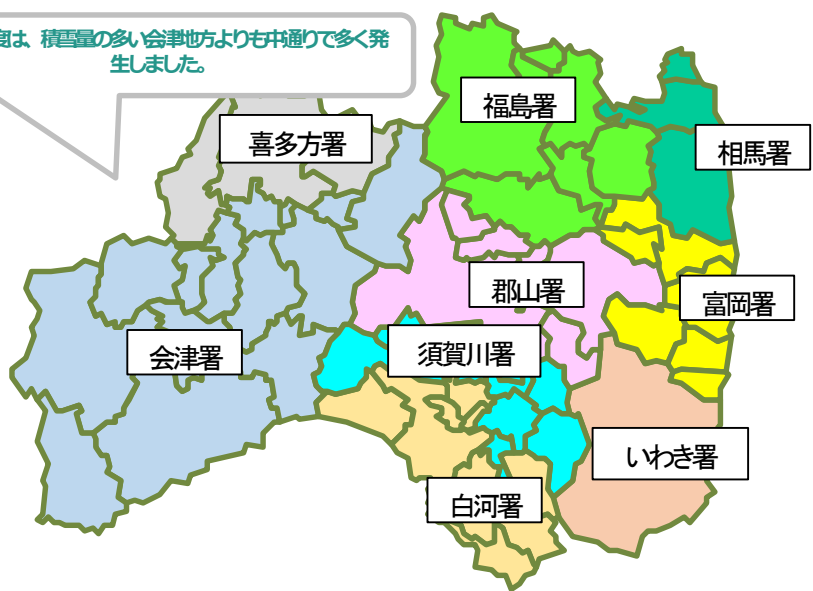 度は、積雪量の多い会津地方よりも中通りで多く発
生しました。
福島署
喜多方署
相馬署
郡山署
富岡署
会津署
須賀川署
いわき署
白河署